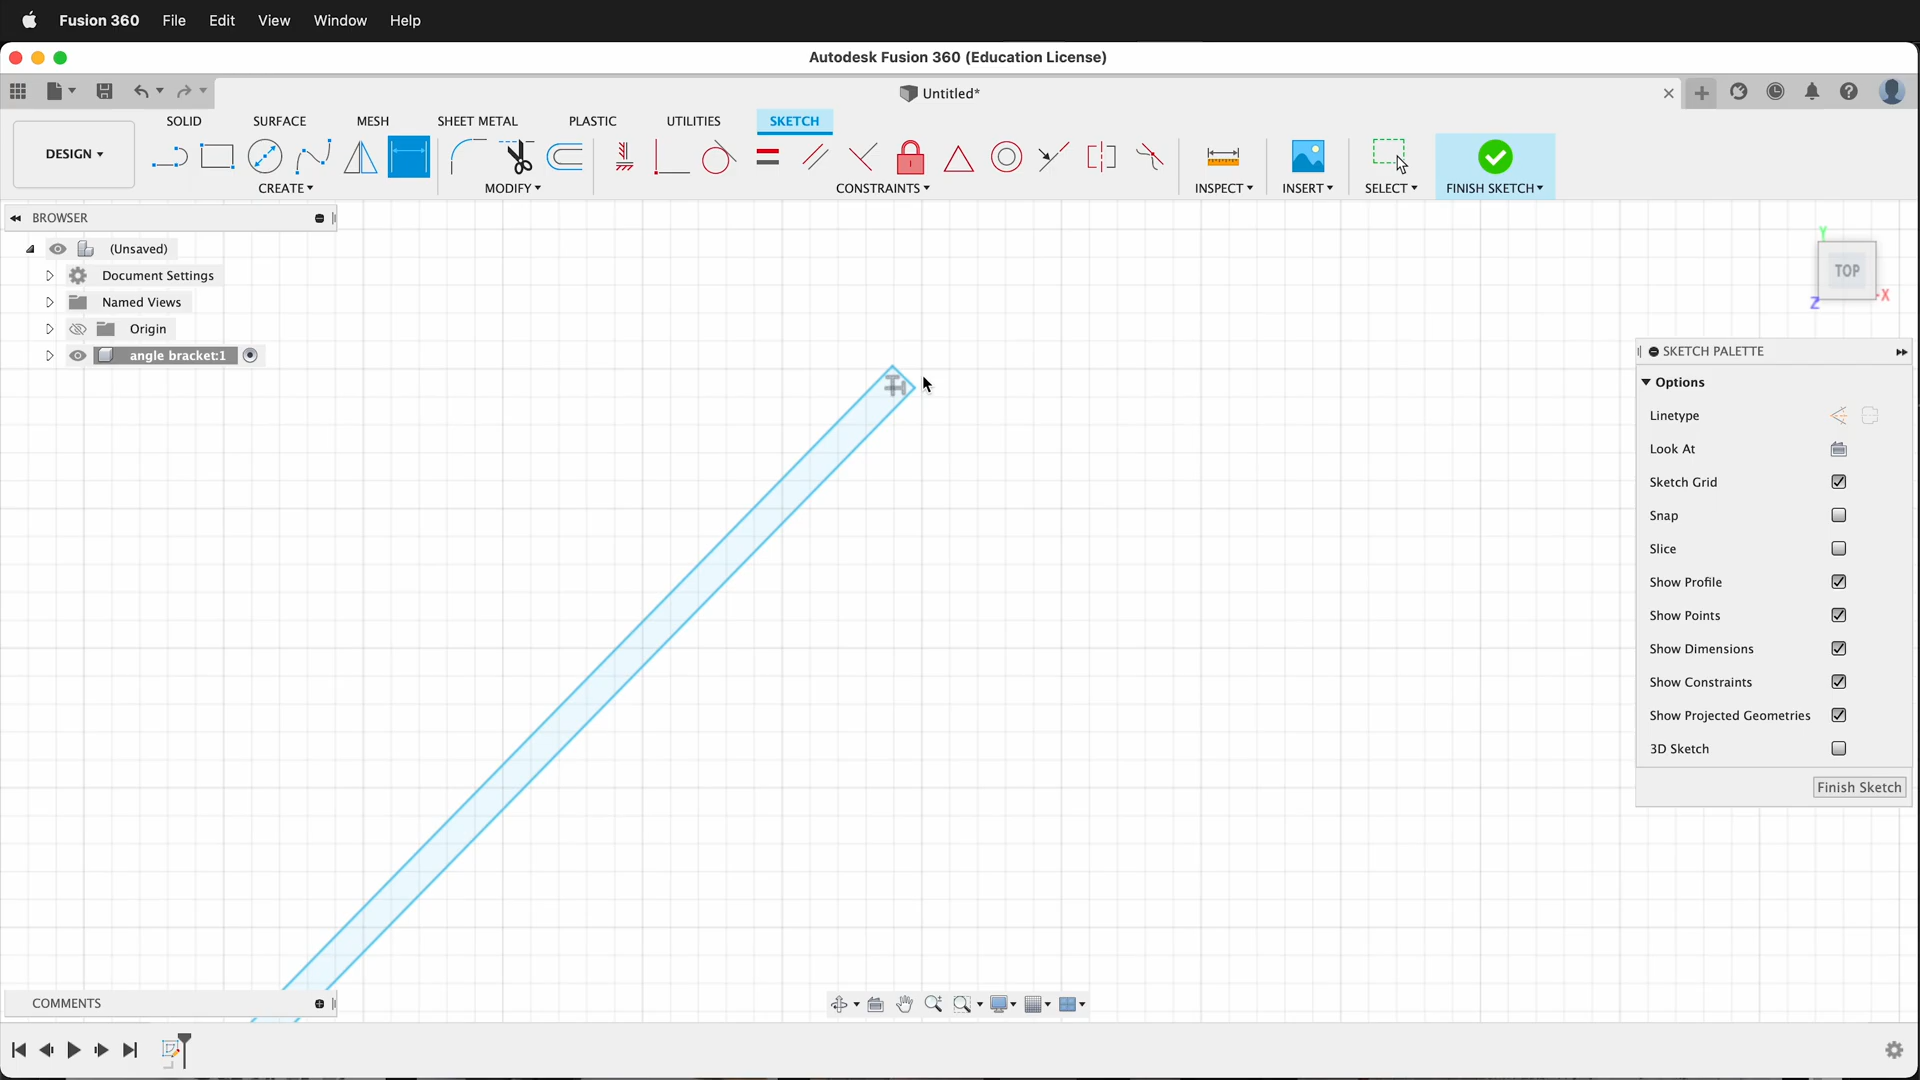 Fusion 360 File Edit View Window Help
Autodesk Fusion 360 (Education License)
Untitled*
SOLID SURFACE MESH SHEET METAL PLASTIC UTILITIES SKETCH
DESIGN
CREATE MODIFY CONSTRAINTS INSPECT INSERT SELECT FINISH SKETCH
BROWSER
(Unsaved)
Document Settings
Named Views
Origin
angle bracket:1
Y
TOP
X
Z
SKETCH PALETTE
Options
Linetype
Look At
Sketch Grid
Snap
Slice
Show Profile
Show Points
Show Dimensions
Show Constraints
Show Projected Geometries
3D Sketch
Finish Sketch
COMMENTS